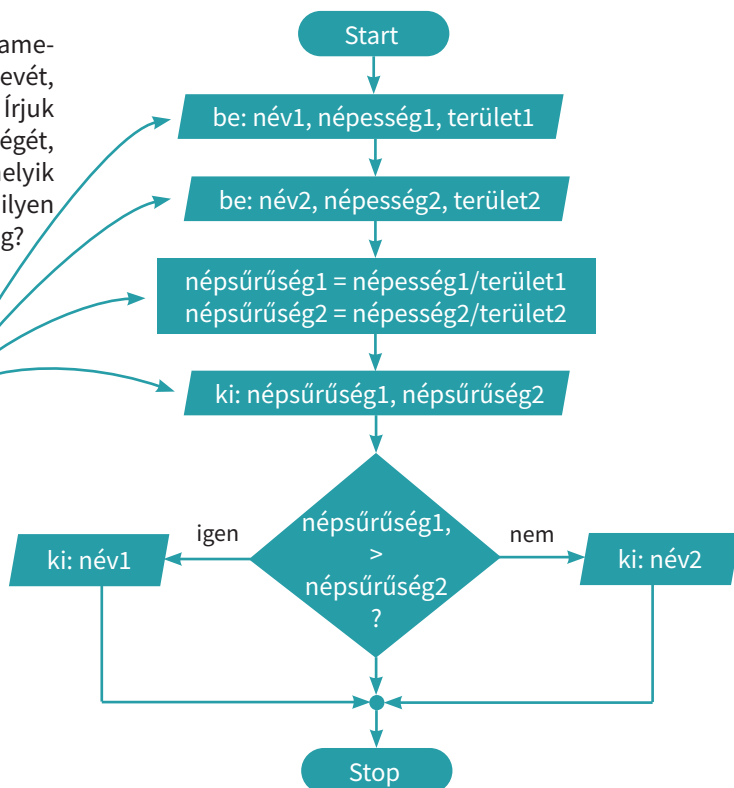 ame-
evét,
Írjuk
égét,
elyik
ilyen
g?
Start
be: név1, népesség1, terület1
be: név2, népesség2, terület2
népsűrűség1 = népesség1/terület1
népsűrűség2 = népesség2/terület2
ki: népsűrűség1, népsűrűség2
népsűrűség1,
>
népsűrűség2
?
igen
nem
ki: név1
ki: név2
Stop